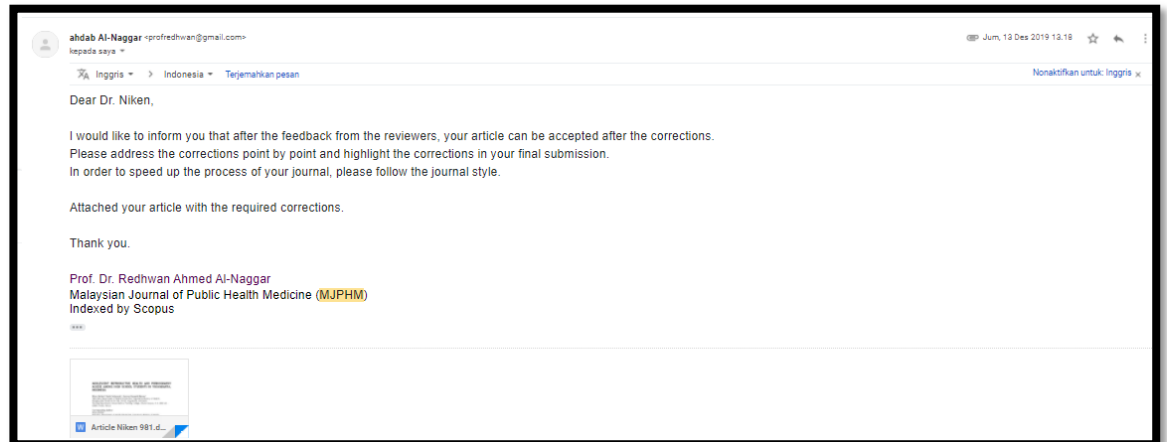 ahdab Al-Naggar <profredhwan@gmail.com>
Jum, 13 Des 2019 13.18
kepada saya
Inggris > Indonesia Terjemahkan pesan
Nonaktifkan untuk: Inggris x
Dear Dr. Niken,
I would like to inform you that after the feedback from the reviewers, your article can be accepted after the corrections.
Please address the corrections point by point and highlight the corrections in your final submission.
In order to speed up the process of your journal, please follow the journal style.
Attached your article with the required corrections.
Thank you.
Prof. Dr. Redhwan Ahmed Al-Naggar
Malaysian Journal of Public Health Medicine (MJPHM)
Indexed by Scopus
W Article Niken 981.d...